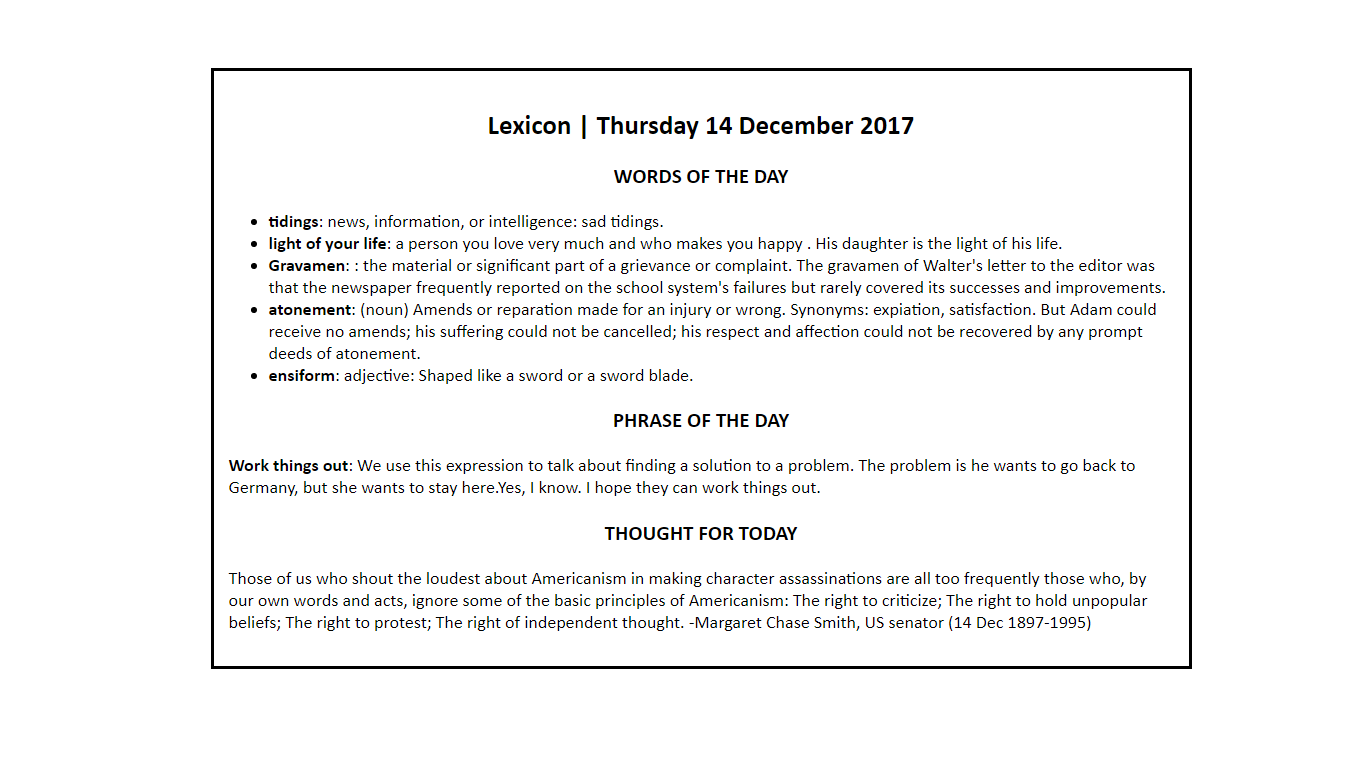 Lexicon | Thursday 14 December 2017
WORDS OF THE DAY
• tidings: news, information, or intelligence: sad tidings.
• light of your life: a person you love very much and who makes you happy . His daughter is the light of his life.
• Gravamen: : the material or significant part of a grievance or complaint. The gravamen of Walter's letter to the editor was
that the newspaper frequently reported on the school system's failures but rarely covered its successes and improvements.
• atonement: (noun) Amends or reparation made for an injury or wrong. Synonyms: expiation, satisfaction. But Adam could
receive no amends; his suffering could not be cancelled; his respect and affection could not be recovered by any prompt
deeds of atonement.
• ensiform: adjective: Shaped like a sword or a sword blade.
PHRASE OF THE DAY
Work things out: We use this expression to talk about finding a solution to a problem. The problem is he wants to go back to
Germany, but she wants to stay here.Yes, I know. I hope they can work things out.
THOUGHT FOR TODAY
Those of us who shout the loudest about Americanism in making character assassinations are all too frequently those who, by
our own words and acts, ignore some of the basic principles of Americanism: The right to criticize; The right to hold unpopular
beliefs; The right to protest; The right of independent thought. -Margaret Chase Smith, US senator (14 Dec 1897-1995)